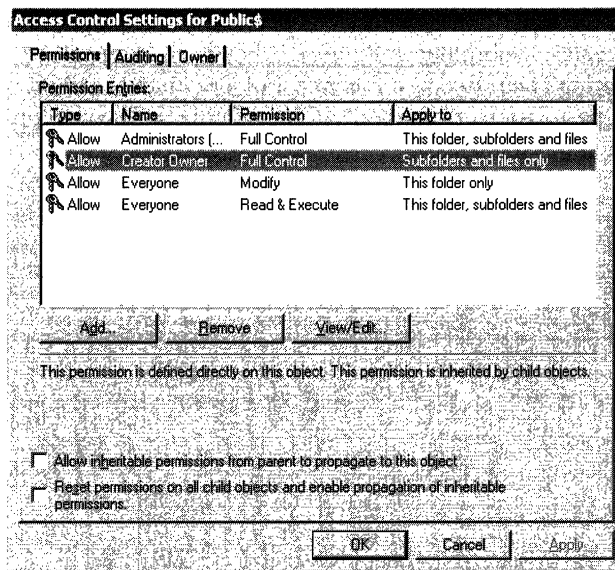 Access Control Settings for Public$
Permissions Auditing Owner
Permission Entries:
Type Name Permission Apply to
Allow Administrators (... Full Control This folder, subfolders and files
Allow Creator Owner Full Control Subfolders and files only
Allow Everyone Modify This folder only
Allow Everyone Read & Execute This folder, subfolders and files
Add... Remove View/Edit...
This permission is defined directly on this object. This permission is inherited by child objects.
Allow inheritable permissions from parent to propagate to this object
Reset permissions on all child objects and enable propagation of inheritable
permissions.
OK Cancel Apply